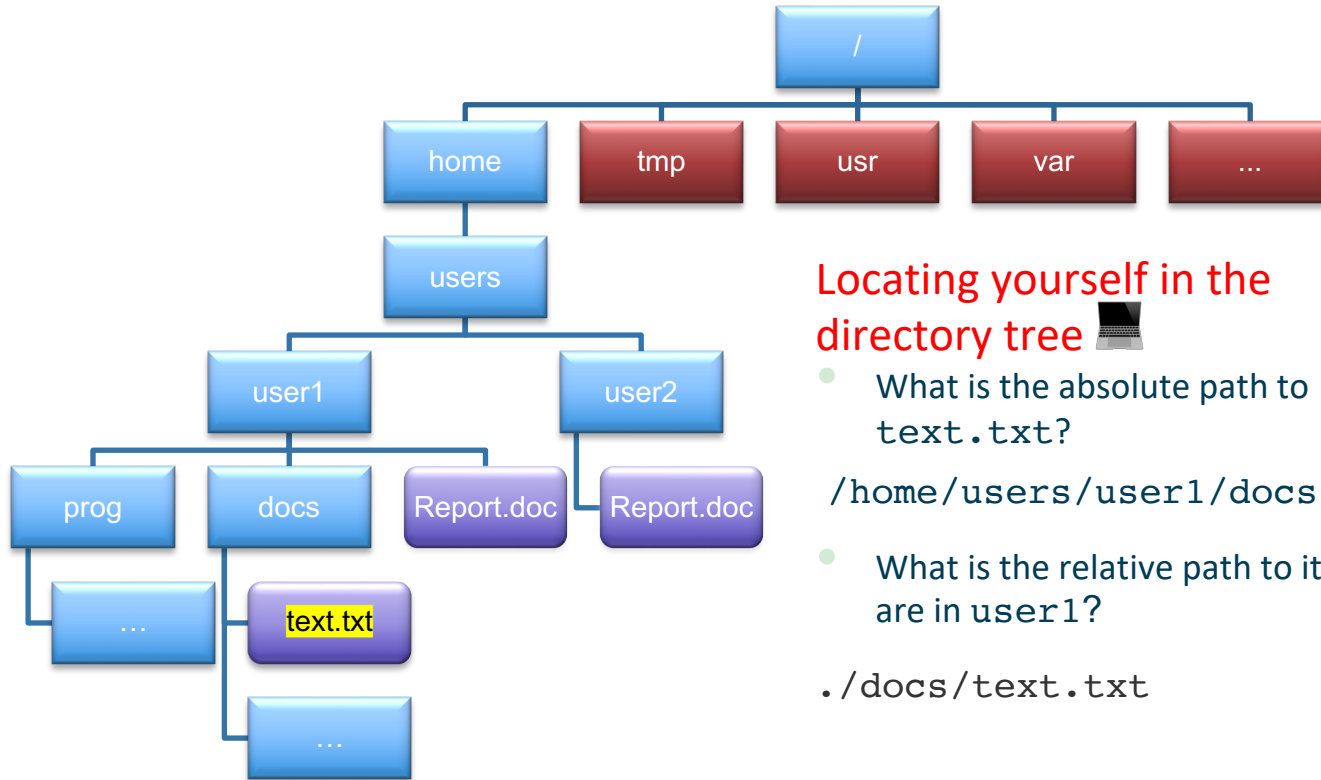 /
home
tmp
usr
var
...
users
user1
user2
prog
docs
Report.doc
Report.doc
...
text.txt
...
Locating yourself in the
directory tree
What is the absolute path to
text.txt?
/home/users/user1/docs
What is the relative path to it
are in user1?
./docs/text.txt